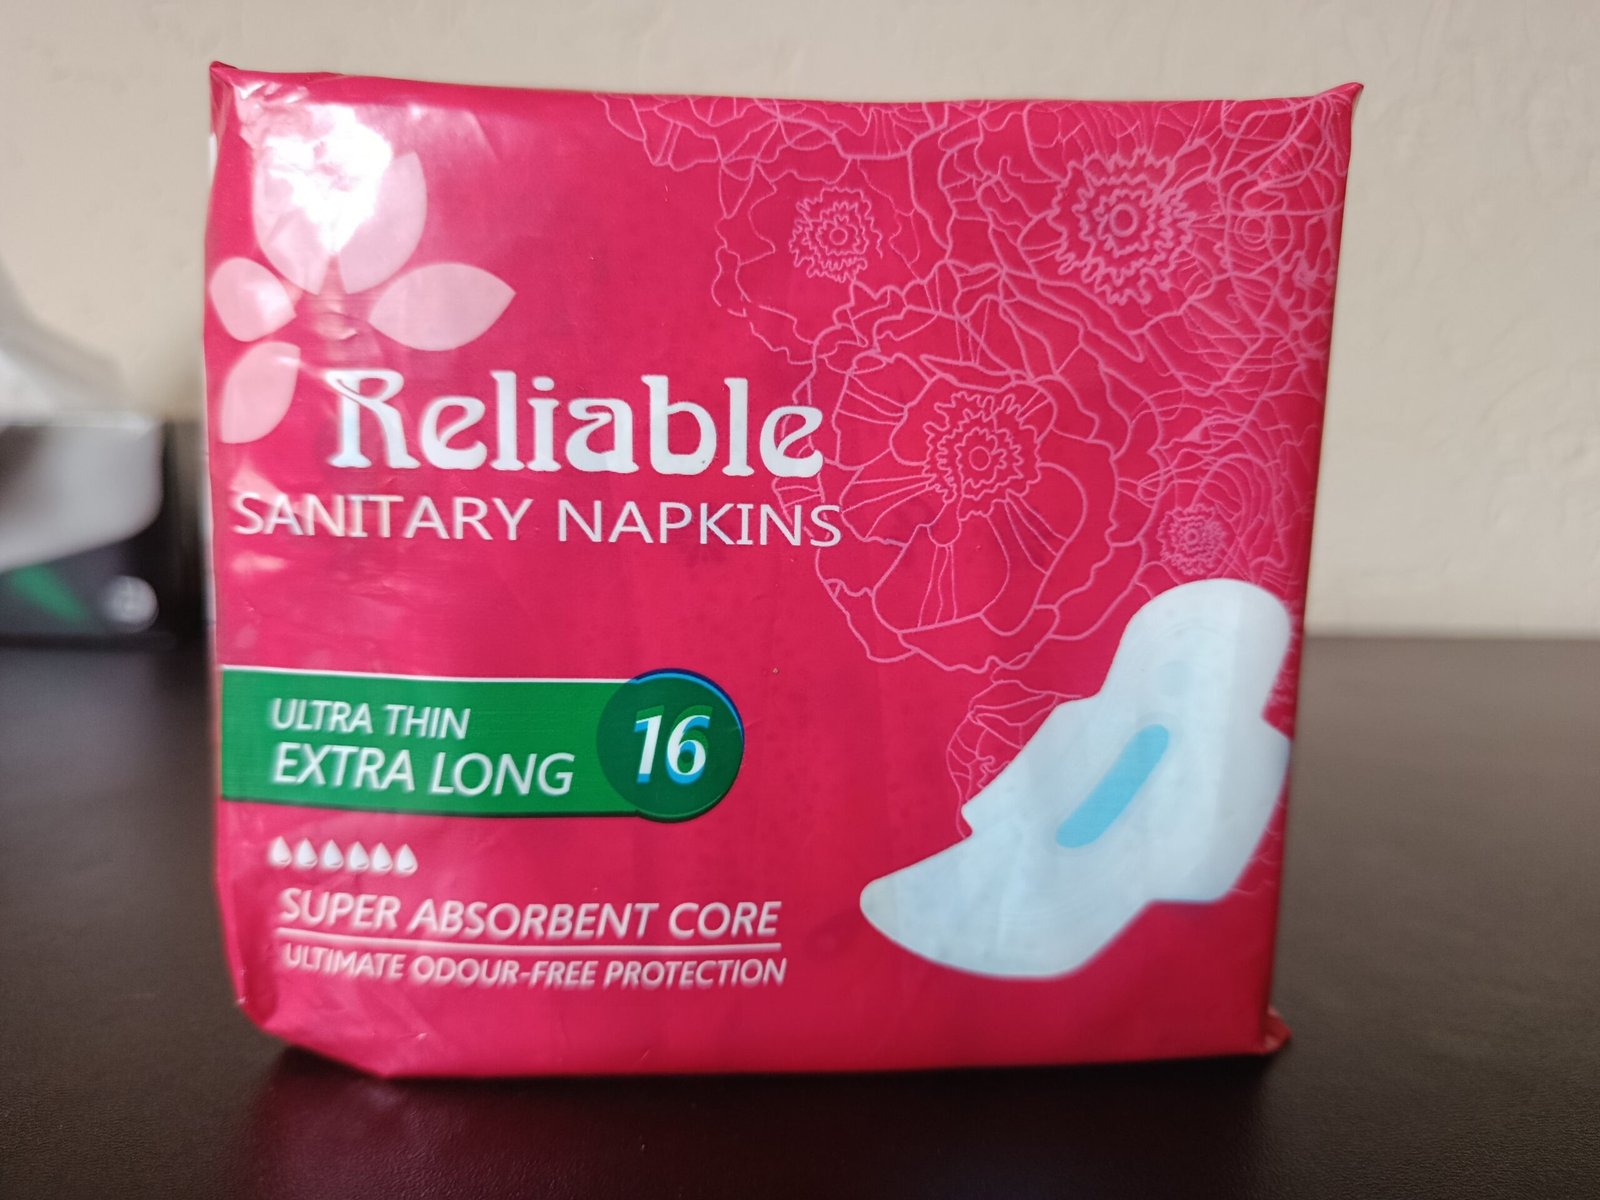 Reliable
SANITARY NAPKINS
ULTRA THIN
EXTRA LONG
16
SUPER ABSORBENT CORE
ULTIMATE ODOUR-FREE PROTECTION